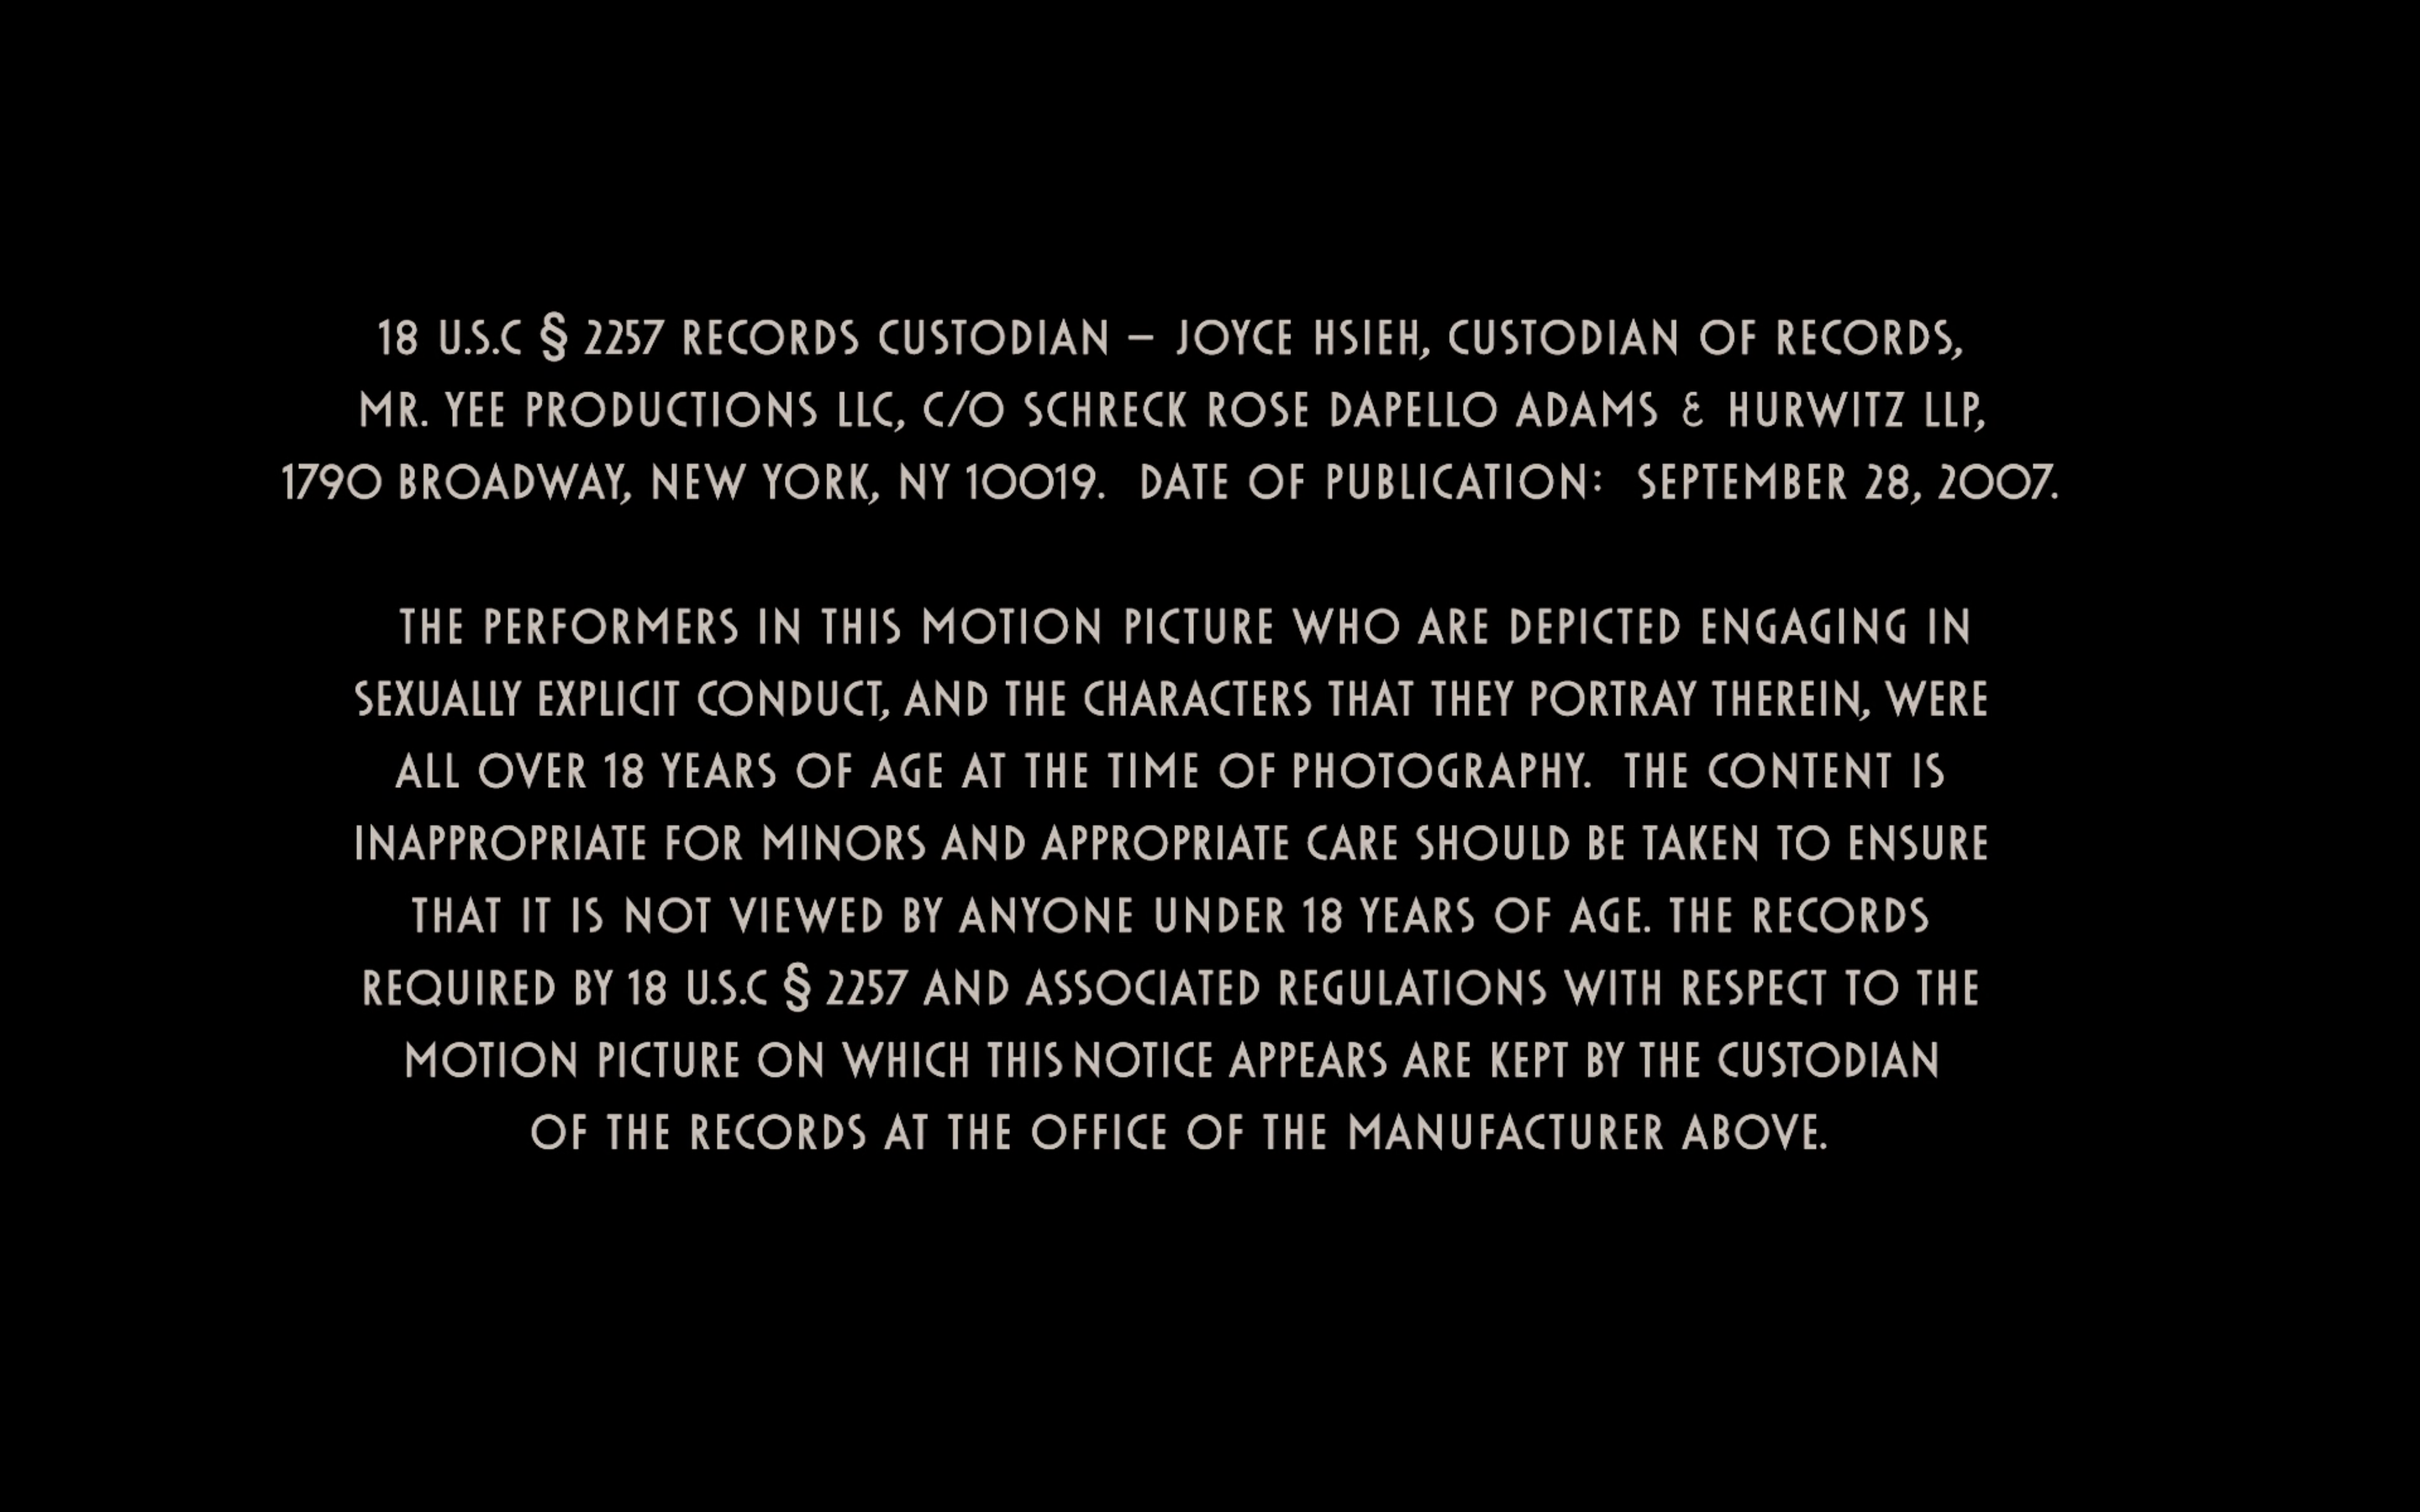 18 U.S.C § 2257 RECORDS CUSTODIAN – JOYCE HSIEH, CUSTODIAN OF RECORDS,
MR. YEE PRODUCTIONS LLC, C/O SCHRECK ROSE DAPELLO ADAMS & HURWITZ LLP,
1790 BROADWAY, NEW YORK, NY 10019. DATE OF PUBLICATION: SEPTEMBER 28, 2007.
THE PERFORMERS IN THIS MOTION PICTURE WHO ARE DEPICTED ENGAGING IN
SEXUALLY EXPLICIT CONDUCT, AND THE CHARACTERS THAT THEY PORTRAY THEREIN, WERE
ALL OVER 18 YEARS OF AGE AT THE TIME OF PHOTOGRAPHY. THE CONTENT IS
INAPPROPRIATE FOR MINORS AND APPROPRIATE CARE SHOULD BE TAKEN TO ENSURE
THAT IT IS NOT VIEWED BY ANYONE UNDER 18 YEARS OF AGE. THE RECORDS
REQUIRED BY 18 U.S.C § 2257 AND ASSOCIATED REGULATIONS WITH RESPECT TO THE
MOTION PICTURE ON WHICH THIS NOTICE APPEARS ARE KEPT BY THE CUSTODIAN
OF THE RECORDS AT THE OFFICE OF THE MANUFACTURER ABOVE.